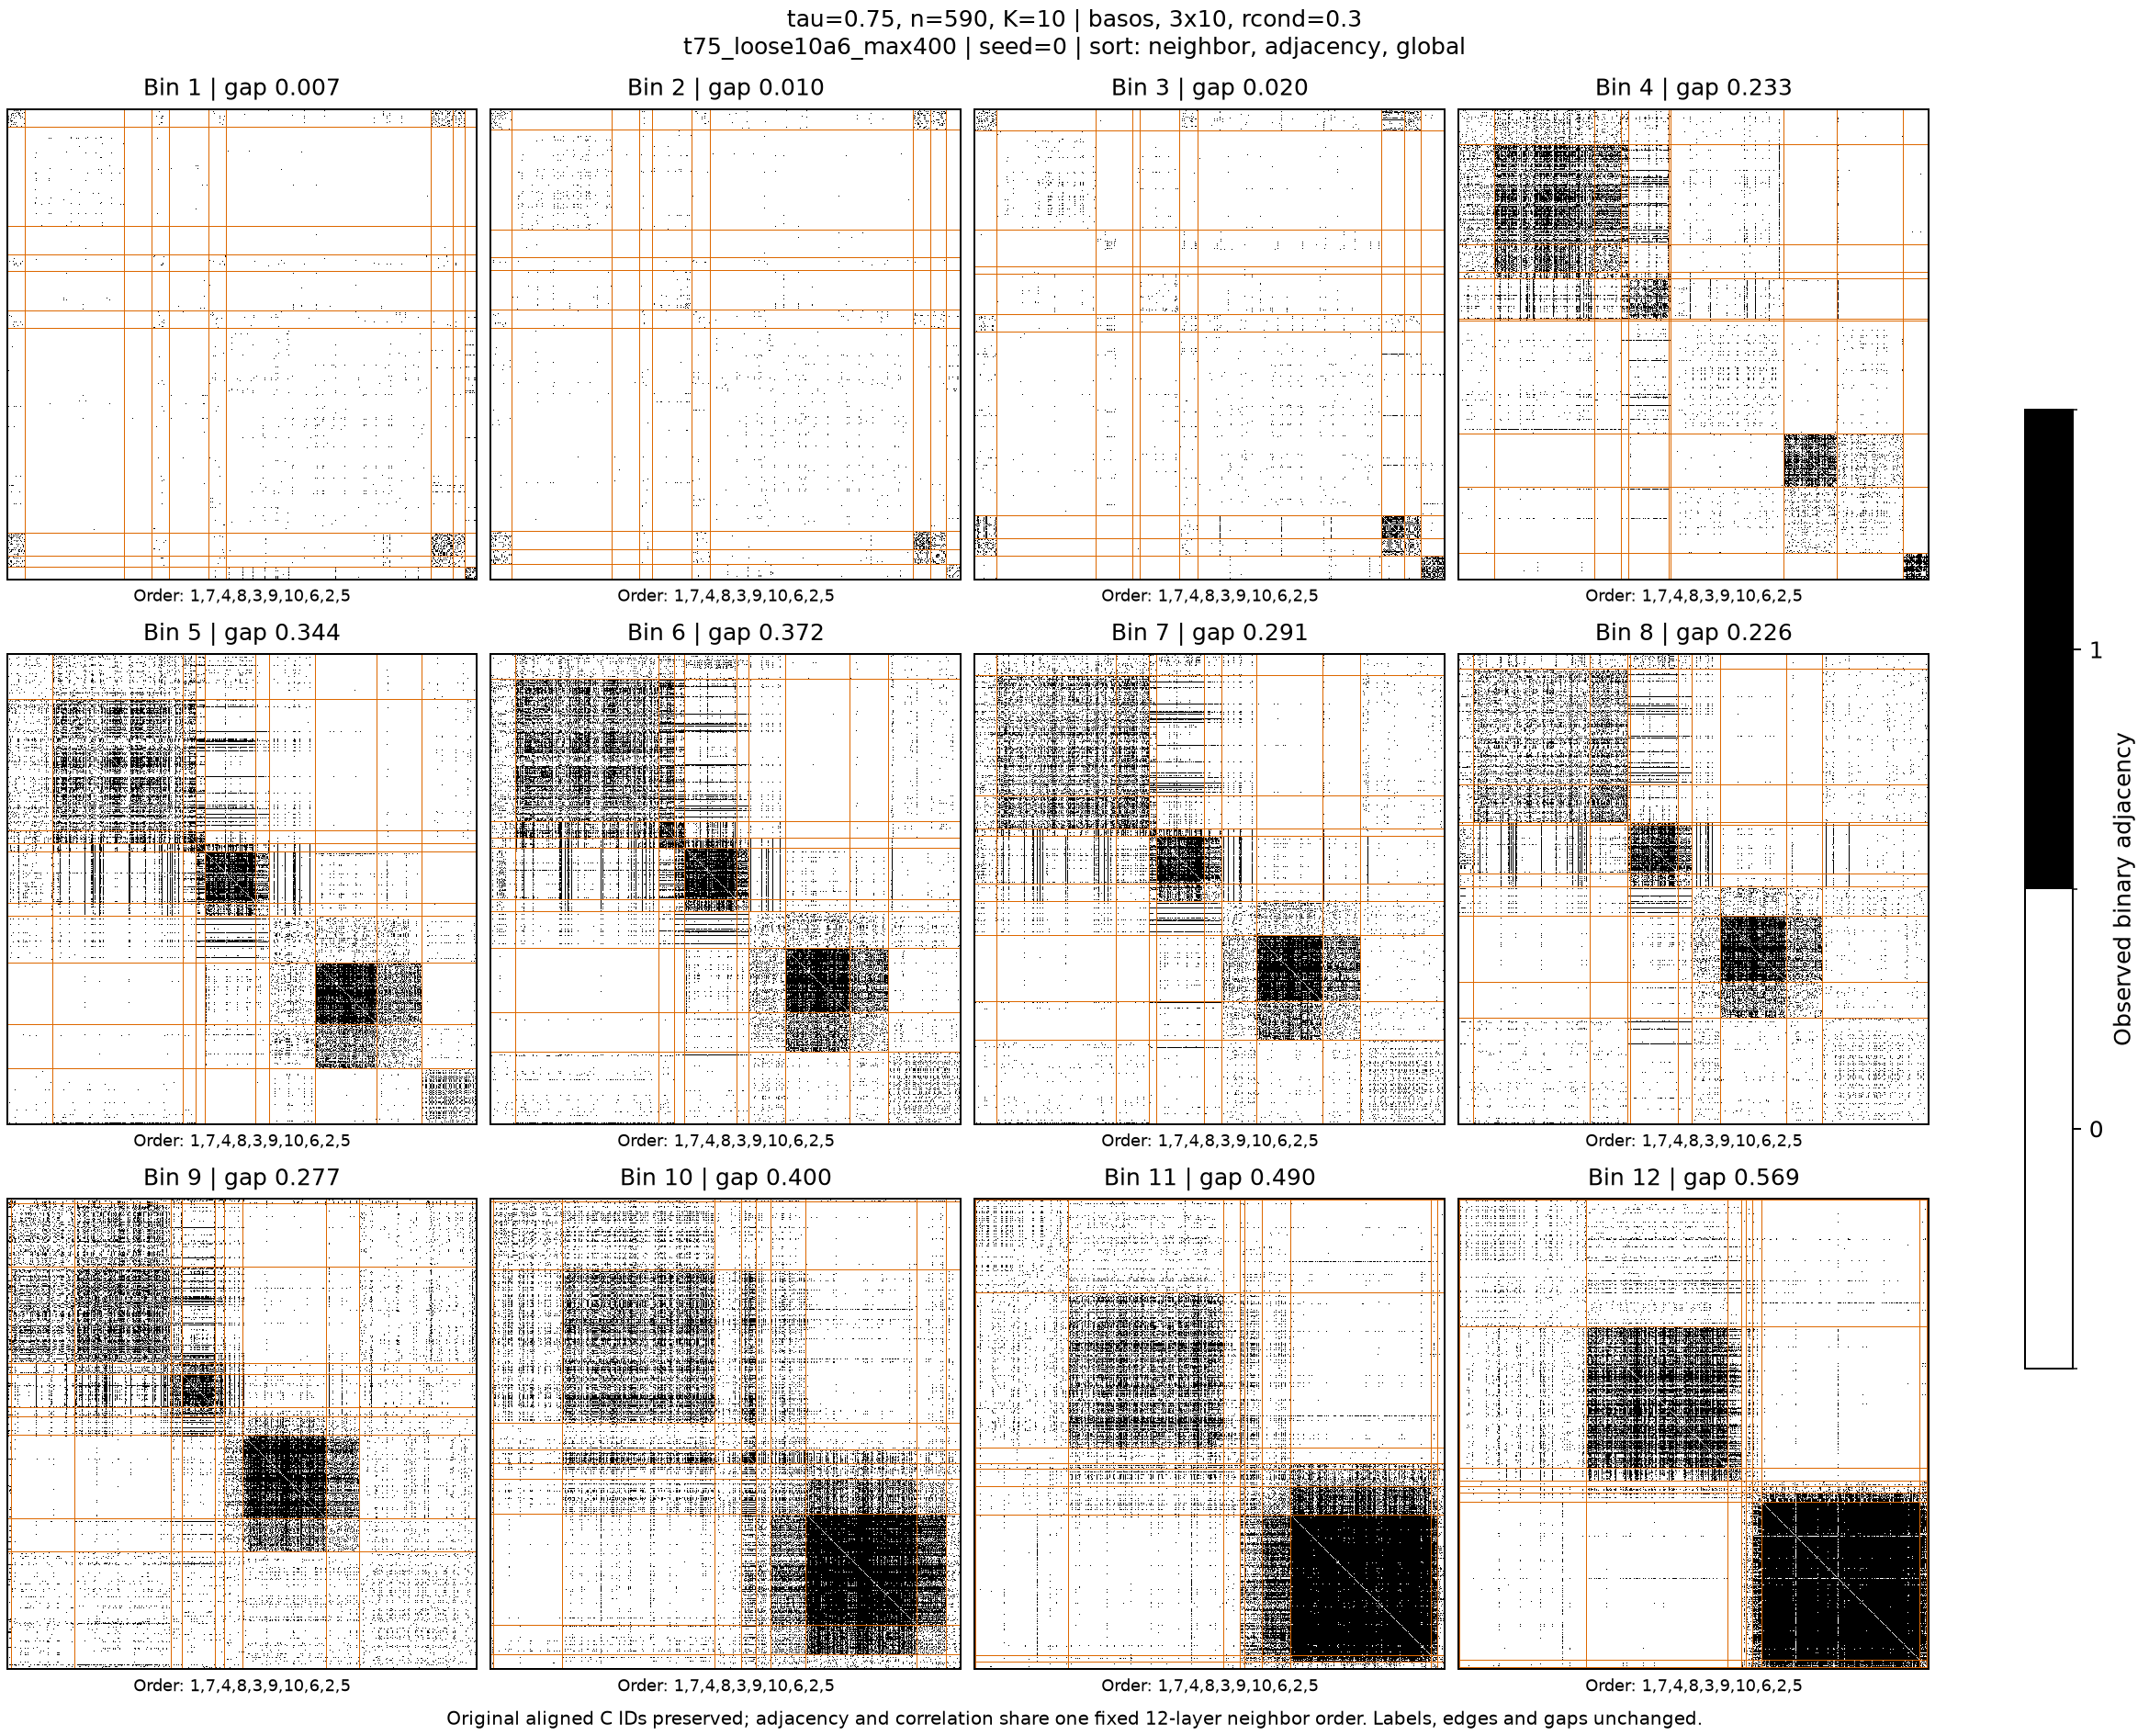 tau=0.75, n=590, K=10 | basos, 3x10, rcond=0.3
t75_loose10a6_max400 | seed=0 | sort: neighbor, adjacency, global
Bin 1 | gap 0.007
Bin 2 | gap 0.010
Bin 3 | gap 0.020
Bin 4 | gap 0.233
Order: 1,7,4,8,3,9,10,6,2,5
Order: 1,7,4,8,3,9,10,6,2,5
Order: 1,7,4,8,3,9,10,6,2,5
Order: 1,7,4,8,3,9,10,6,2,5
Bin 5 | gap 0.344
Bin 6 | gap 0.372
Bin 7 | gap 0.291
Bin 8 | gap 0.226
Order: 1,7,4,8,3,9,10,6,2,5
Order: 1,7,4,8,3,9,10,6,2,5
Order: 1,7,4,8,3,9,10,6,2,5
Order: 1,7,4,8,3,9,10,6,2,5
Bin 9 | gap 0.277
Bin 10 | gap 0.400
Bin 11 | gap 0.490
Bin 12 | gap 0.569
Order: 1,7,4,8,3,9,10,6,2,5
Order: 1,7,4,8,3,9,10,6,2,5
Order: 1,7,4,8,3,9,10,6,2,5
Order: 1,7,4,8,3,9,10,6,2,5
1
0
Observed binary adjacency
Original aligned C IDs preserved; adjacency and correlation share one fixed 12-layer neighbor order. Labels, edges and gaps unchanged.